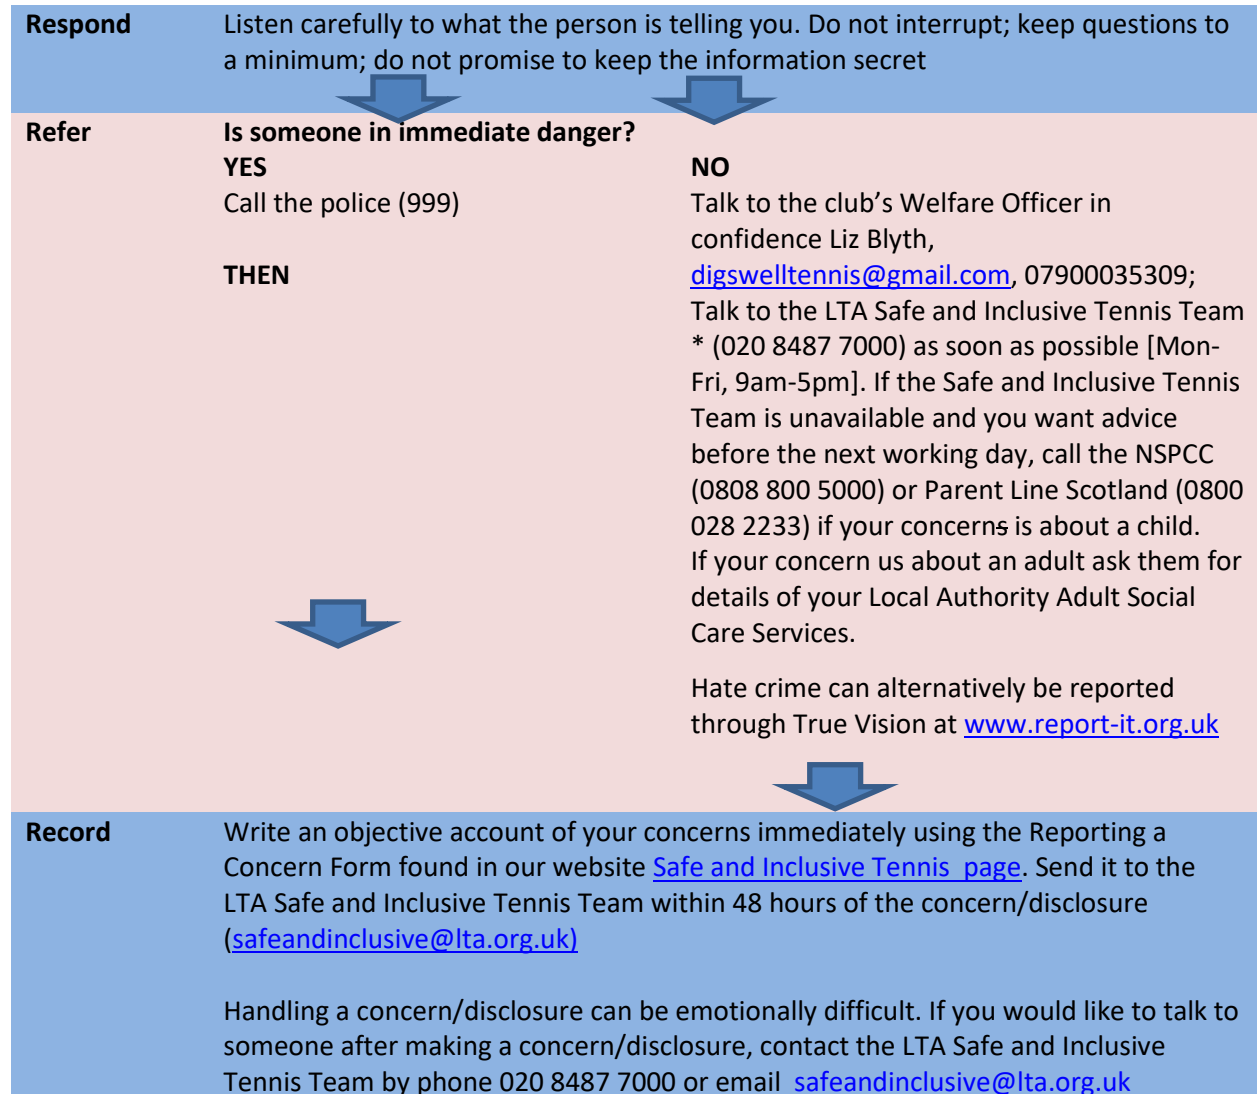 Respond
Listen carefully to what the person is telling you. Do not interrupt; keep questions to
a minimum; do not promise to keep the information secret
Refer
Is someone in immediate danger?
YES
Call the police (999)
THEN
NO
Talk to the club’s Welfare Officer in
confidence Liz Blyth,
digswelltennis@gmail.com, 07900035309;
Talk to the LTA Safe and Inclusive Tennis Team
* (020 8487 7000) as soon as possible [Mon-
Fri, 9am-5pm]. If the Safe and Inclusive Tennis
Team is unavailable and you want advice
before the next working day, call the NSPCC
(0808 800 5000) or Parent Line Scotland (0800
028 2233) if your concerns is about a child.
If your concern us about an adult ask them for
details of your Local Authority Adult Social
Care Services.
Hate crime can alternatively be reported
through True Vision at www.report-it.org.uk
Record
Write an objective account of your concerns immediately using the Reporting a
Concern Form found in our website Safe and Inclusive Tennis  page. Send it to the
LTA Safe and Inclusive Tennis Team within 48 hours of the concern/disclosure
(safeandinclusive@lta.org.uk)
Handling a concern/disclosure can be emotionally difficult. If you would like to talk to
someone after making a concern/disclosure, contact the LTA Safe and Inclusive
Tennis Team by phone 020 8487 7000 or email  safeandinclusive@lta.org.uk